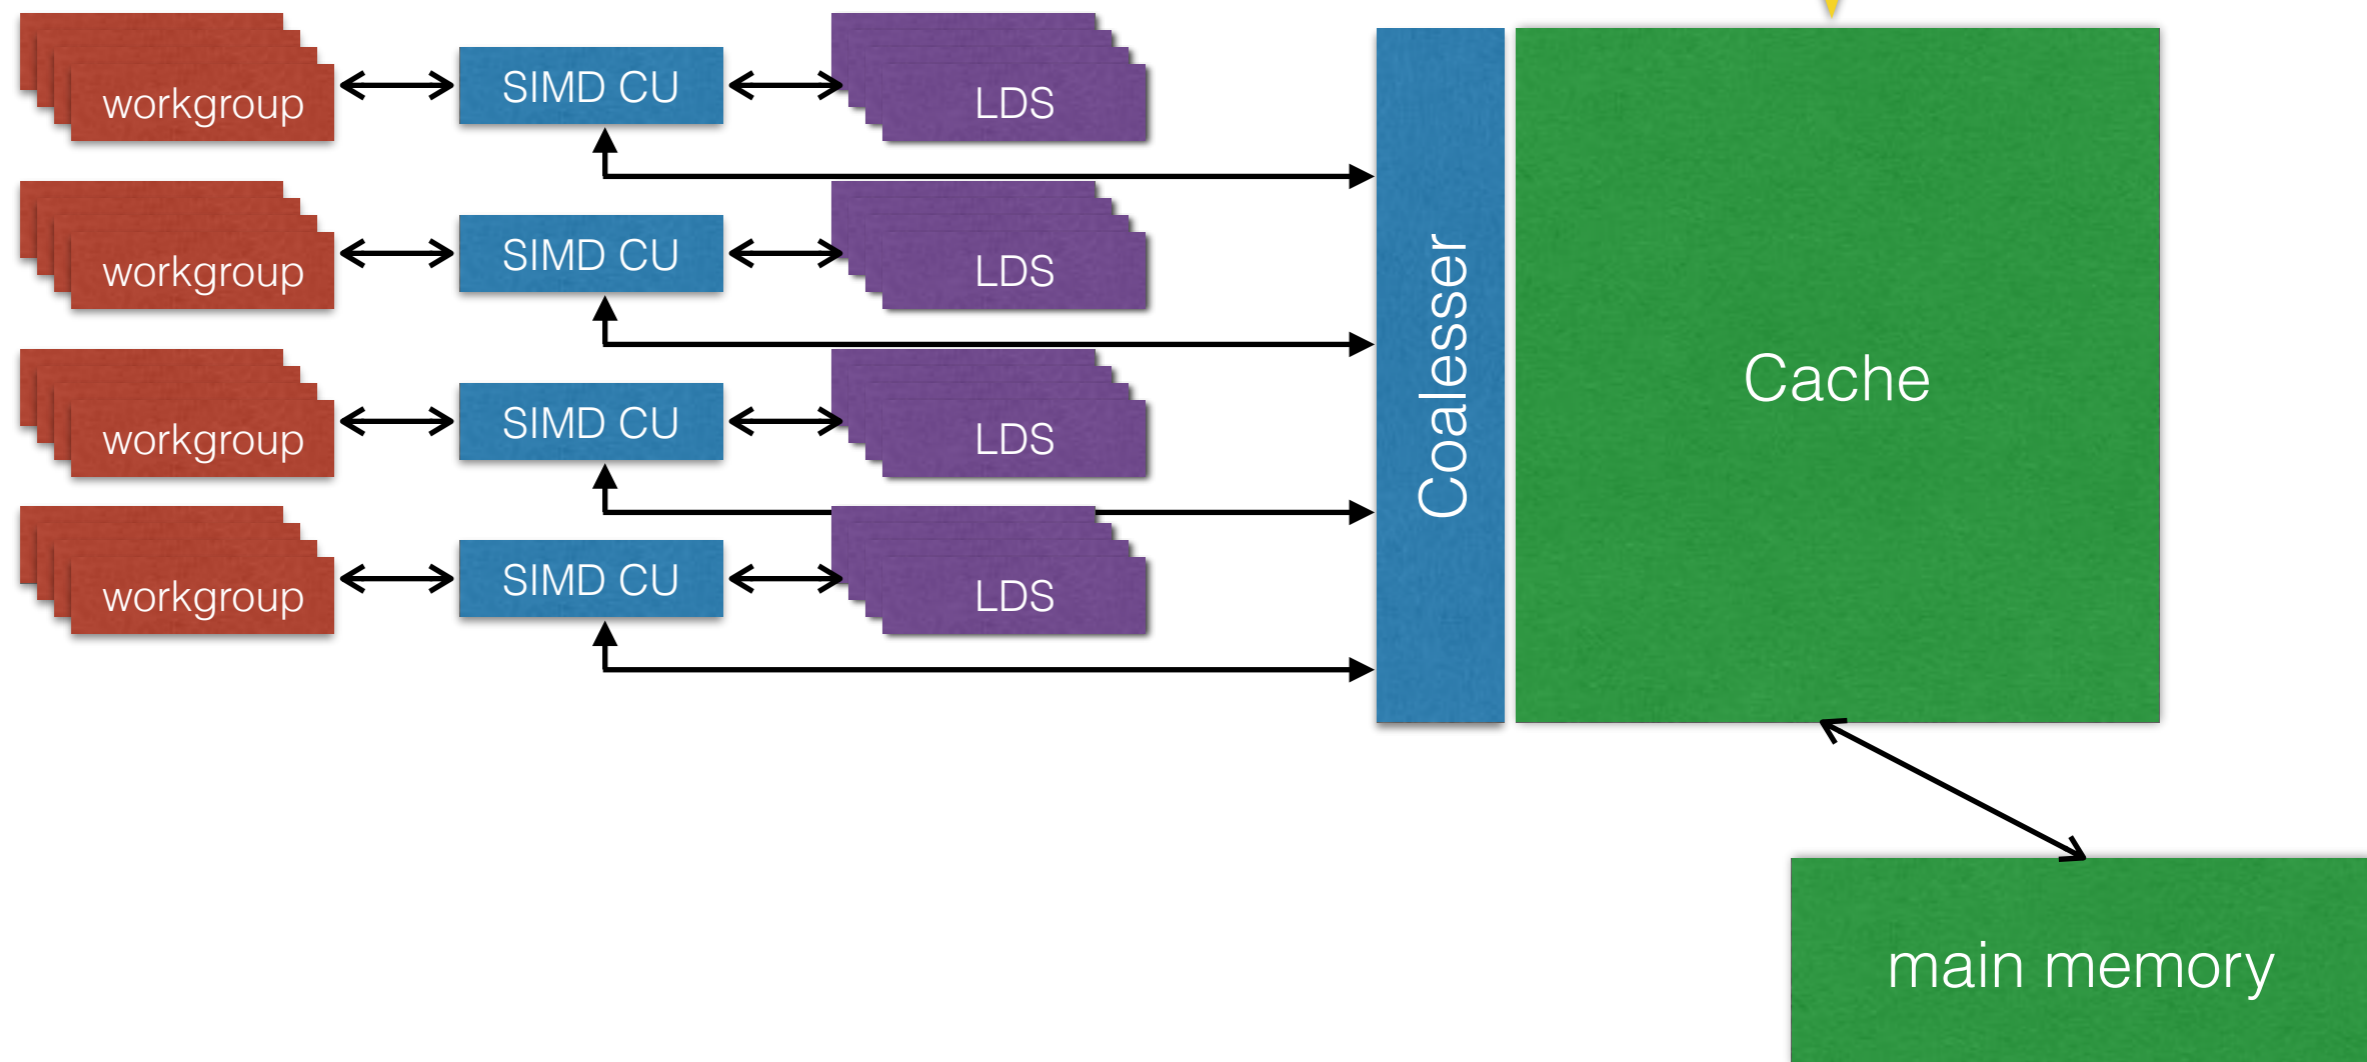 workgroup
SIMD CU
LDS
workgroup
SIMD CU
LDS
workgroup
SIMD CU
LDS
workgroup
SIMD CU
LDS
Coalesser
Cache
main memory